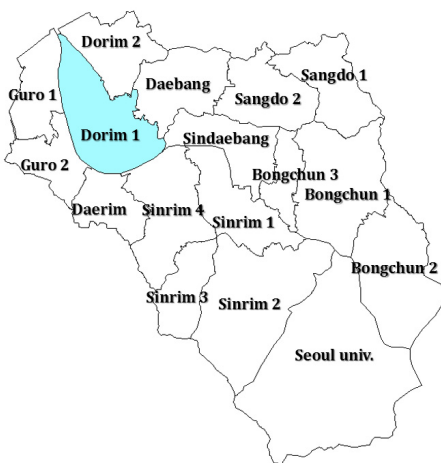 Dorim 2
Sangdo 1
Daebang
Guro 1
Sangdo 2
Dorim 1
Sindaebang
Guro 2
Bongchun 3
Bongchun 1
Daerim
Sinrim 4
Sinrim 1
Bongchun 2
Sinrim 3
Sinrim 2
Seoul univ.